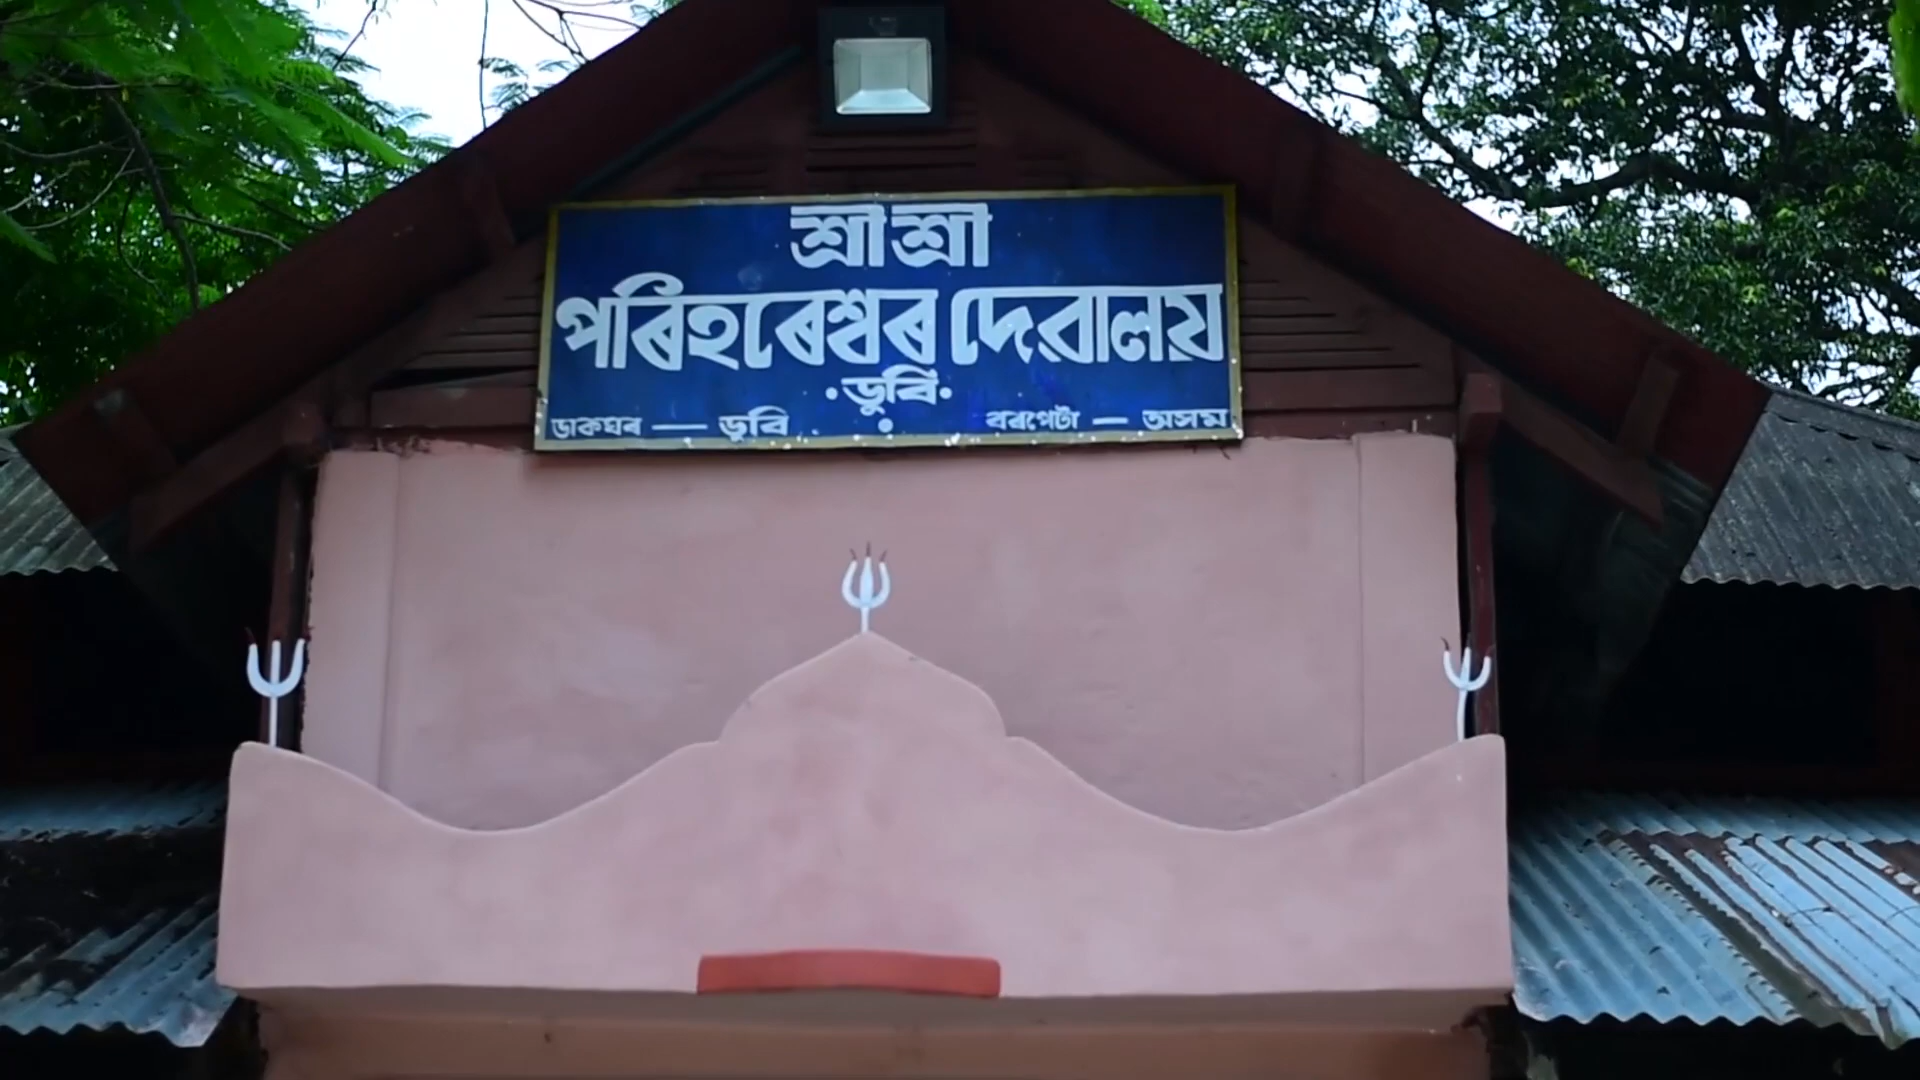 শ্ৰীশ্ৰী
পৰিহৰেশ্বৰ দেৱালয়
·ডুবি·
ডাকঘৰ — ডুবি • বৰপেটা — অসম